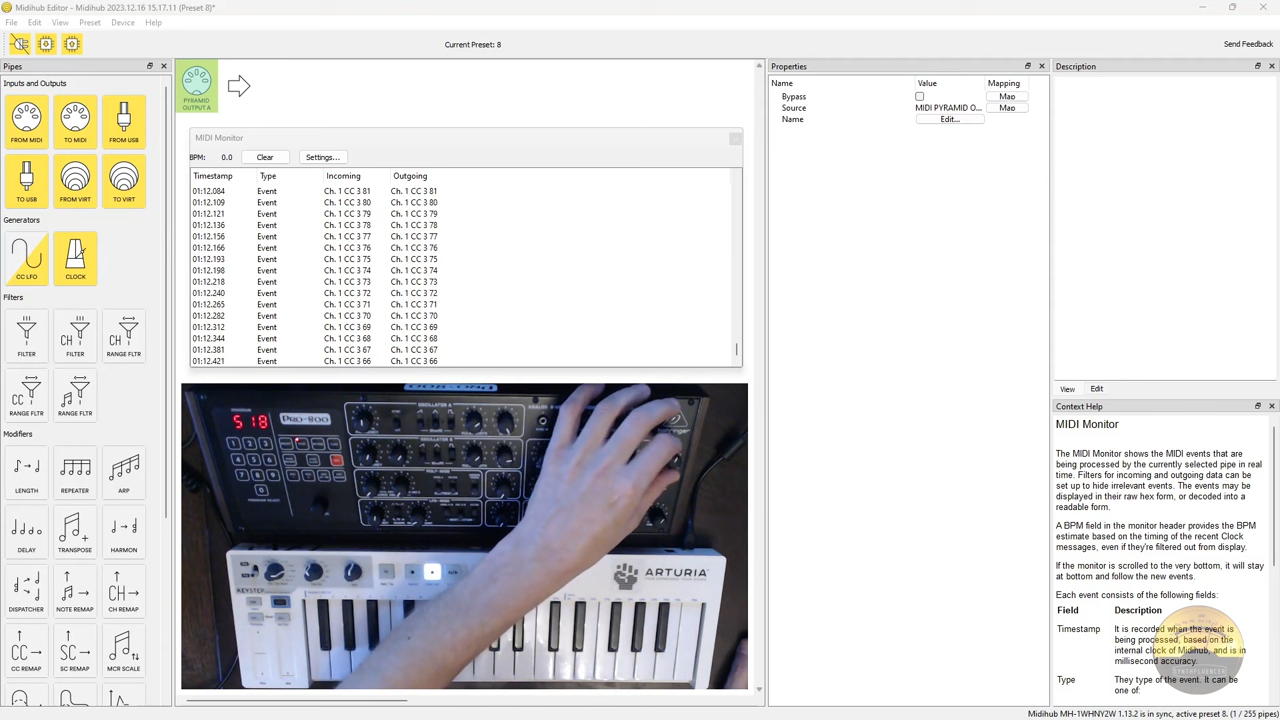 Midihub Editor - Midihub 2023.12.16 15.17.11 (Preset 8)*
File Edit View Preset Device Help
Current Preset: 8
Send Feedback
Pipes
Inputs and Outputs
FROM MIDI TO MIDI FROM USB
TO USB FROM VIRT TO VIRT
Generators
CC LFO CLOCK
Filters
FILTER CH FILTER RANGE FLTR
CC RANGE FLTR RANGE FLTR
Modifiers
LENGTH REPEATER ARP
DELAY TRANSPOSE HARMON
DISPATCHER NOTE REMAP CH CH REMAP
CC CC REMAP SC SC REMAP MCR SCALE
PYRAMID
OUTPUT A
MIDI Monitor
BPM: 0.0 Clear Settings...
Timestamp Type Incoming Outgoing
01:12.084 Event Ch. 1 CC 3 81 Ch. 1 CC 3 81
01:12.109 Event Ch. 1 CC 3 80 Ch. 1 CC 3 80
01:12.121 Event Ch. 1 CC 3 79 Ch. 1 CC 3 79
01:12.136 Event Ch. 1 CC 3 78 Ch. 1 CC 3 78
01:12.156 Event Ch. 1 CC 3 77 Ch. 1 CC 3 77
01:12.166 Event Ch. 1 CC 3 76 Ch. 1 CC 3 76
01:12.193 Event Ch. 1 CC 3 75 Ch. 1 CC 3 75
01:12.198 Event Ch. 1 CC 3 74 Ch. 1 CC 3 74
01:12.218 Event Ch. 1 CC 3 73 Ch. 1 CC 3 73
01:12.240 Event Ch. 1 CC 3 72 Ch. 1 CC 3 72
01:12.265 Event Ch. 1 CC 3 71 Ch. 1 CC 3 71
01:12.282 Event Ch. 1 CC 3 70 Ch. 1 CC 3 70
01:12.312 Event Ch. 1 CC 3 69 Ch. 1 CC 3 69
01:12.344 Event Ch. 1 CC 3 68 Ch. 1 CC 3 68
01:12.381 Event Ch. 1 CC 3 67 Ch. 1 CC 3 67
01:12.421 Event Ch. 1 CC 3 66 Ch. 1 CC 3 66
518
PRO-800
OSCILLATOR A
OSCILLATOR B
KEYSTEP
ARTURIA
Properties
Name Value Mapping
Bypass Map
Source MIDI PYRAMID O... Map
Name Edit...
Description
View Edit
Context Help
MIDI Monitor
The MIDI Monitor shows the MIDI events that are
being processed by the currently selected pipe in real
time. Filters for incoming and outgoing data can be
set up to hide irrelevant events. The events may be
displayed in their raw hex form, or decoded into a
readable form.
A BPM field in the monitor header provides the BPM
estimate based on the timing of the recent Clock
messages, even if they're filtered out from display.
If the monitor is scrolled to the very bottom, it will stay
at bottom and follow the new events.
Each event consists of the following fields:
Field Description
Timestamp It is recorded when the event is
being processed, based on the
internal clock of Midihub, and is in
millisecond accuracy.
Type They type of the event. It can be
one of:
SYNTHFLUENCER
Midihub MH-1WHNY2W 1.13.2 is in sync, active preset 8. (1 / 255 pipes)